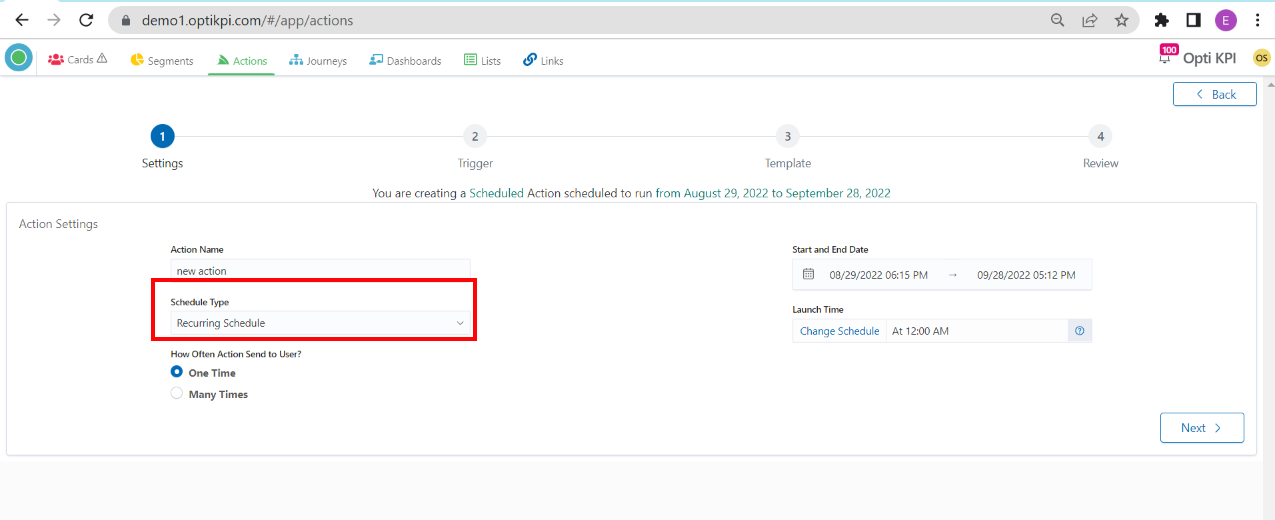 demo1.optikpi.com/#/app/actions
E
Cards
Segments
Actions
Journeys
Dashboards
Lists
Links
100
Opti KPI
OS
Back
1
2
3
4
Settings
Trigger
Template
Review
You are creating a Scheduled Action scheduled to run from August 29, 2022 to September 28, 2022
Action Settings
Action Name
new action
Schedule Type
Recurring Schedule
How Often Action Send to User?
One Time
Many Times
Start and End Date
08/29/2022 06:15 PM → 09/28/2022 05:12 PM
Launch Time
Change Schedule At 12:00 AM
Next